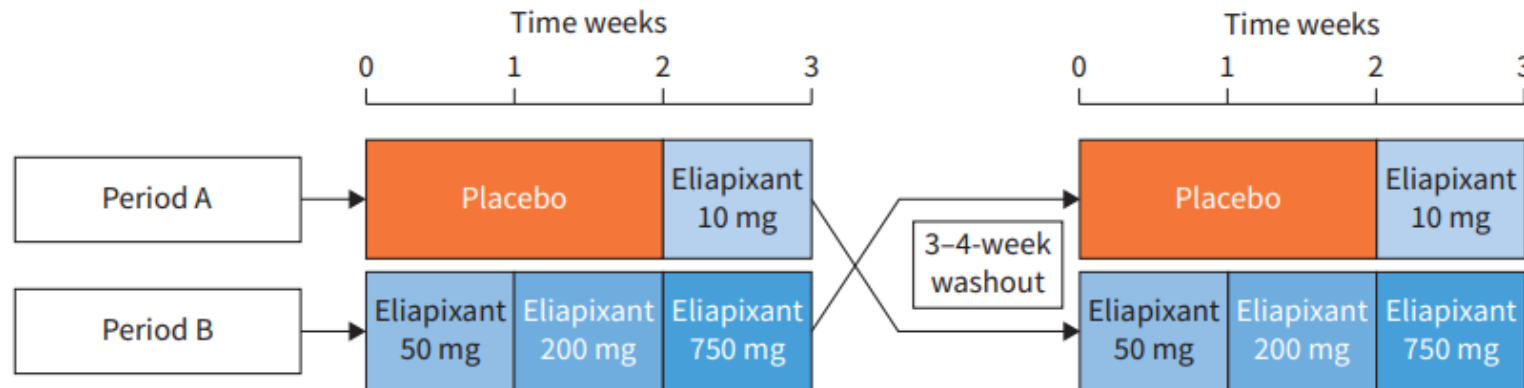 Time weeks
Time weeks
0 1 2 3
0 1 2 3
Period A
Placebo
Eliapixant
10 mg
Placebo
Eliapixant
10 mg
3–4-week
washout
Period B
Eliapixant
50 mg
Eliapixant
200 mg
Eliapixant
750 mg
Eliapixant
50 mg
Eliapixant
200 mg
Eliapixant
750 mg